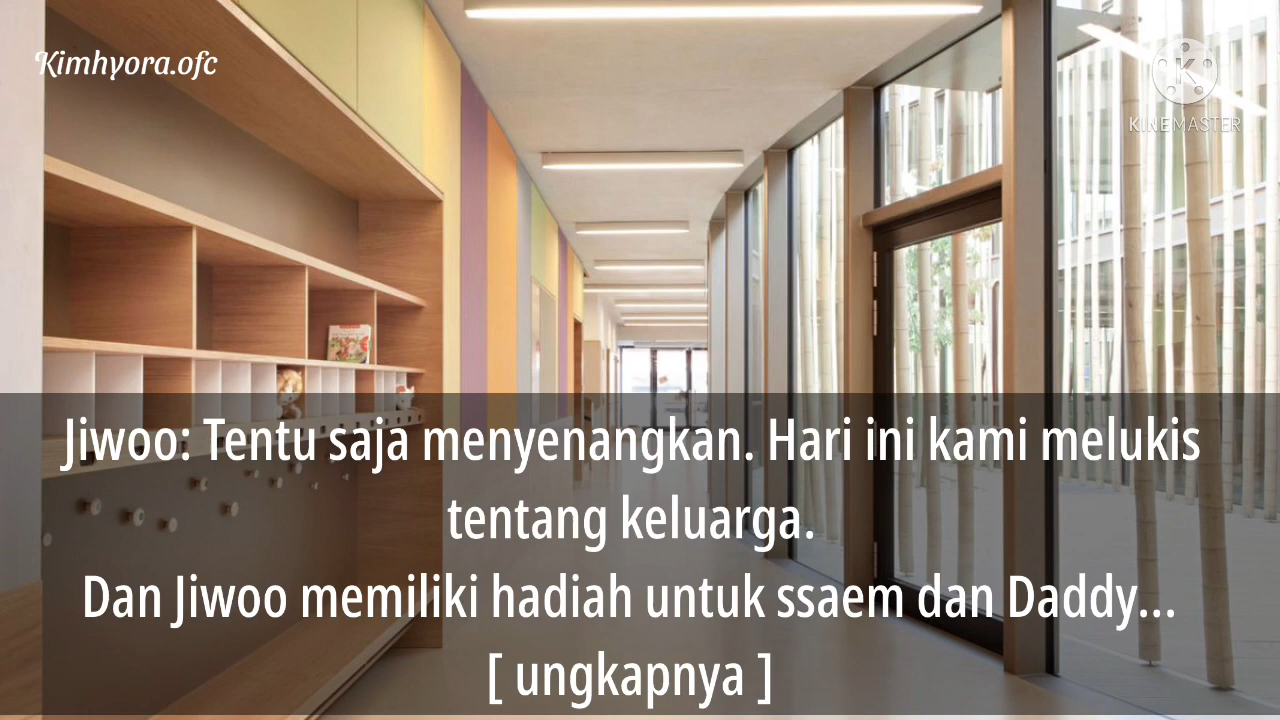 Kimhyora.ofc
K
KINEMASTER
Jiwoo: Tentu saja menyenangkan. Hari ini kami melukis
tentang keluarga.
Dan Jiwoo memiliki hadiah untuk ssaem dan Daddy...
[ ungkapnya ]